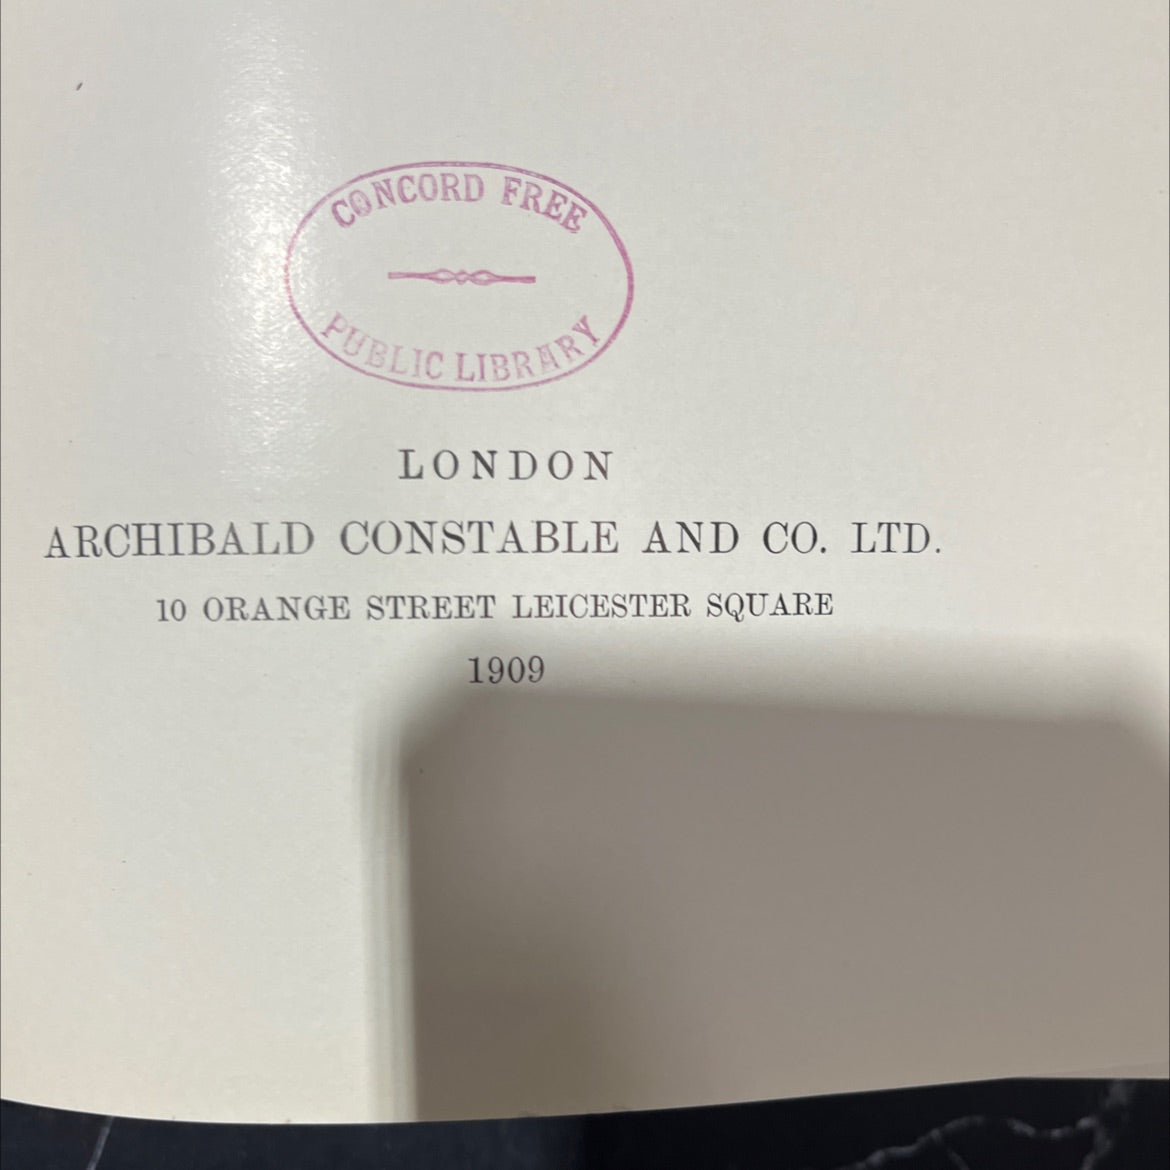 CONCORD FREE
PUBLIC LIBRARY
LONDON
ARCHIBALD CONSTABLE AND CO. LTD.
10 ORANGE STREET LEICESTER SQUARE
1909